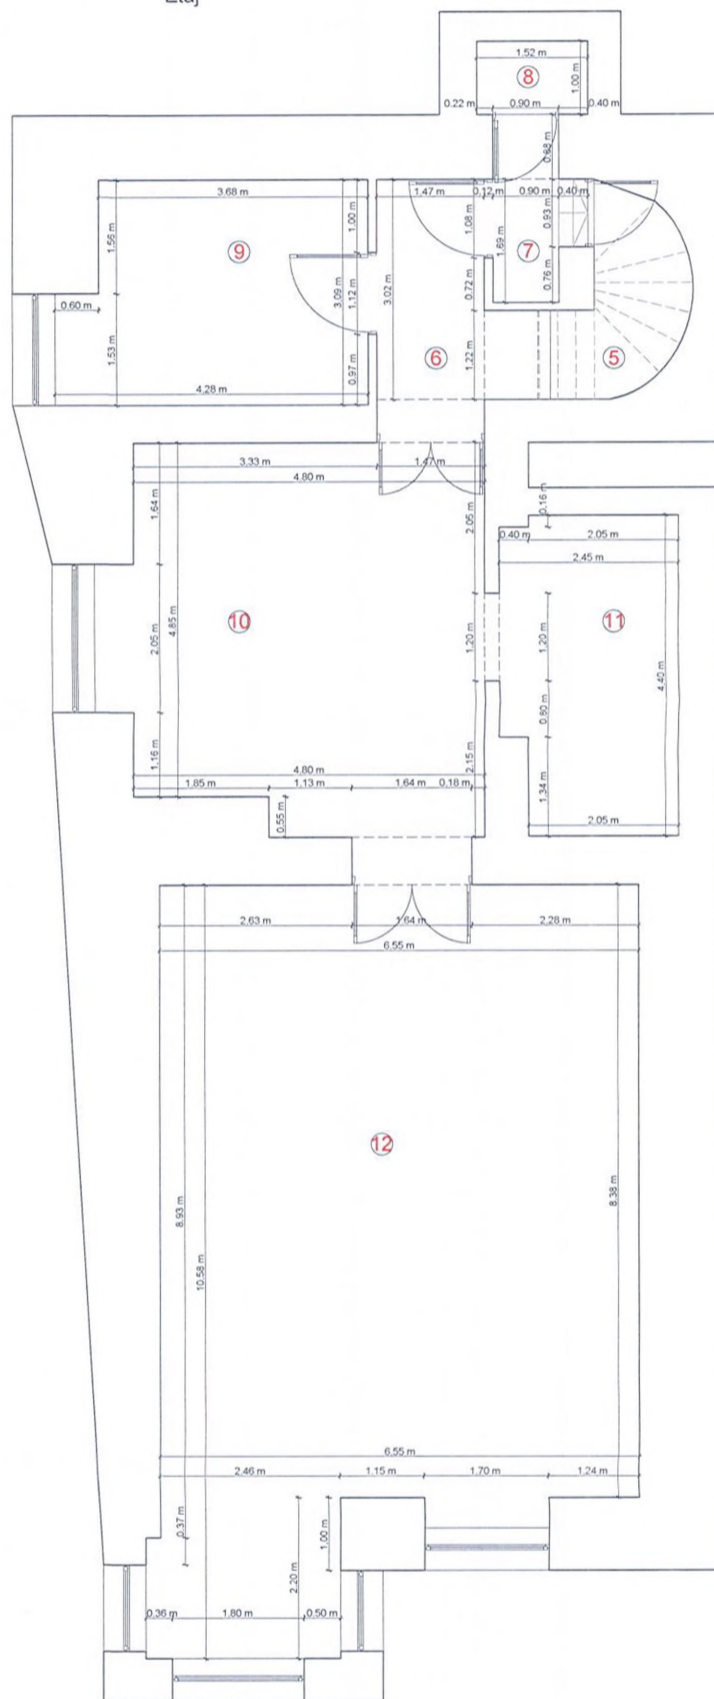 Etaj
1.52 m
8
1.00 m
0.22 m
0.90 m
0.40 m
0.68 m
3.68 m
1.47 m
0.12 m
0.90 m
0.40 m
1.56 m
1.00 m
1.08 m
0.93 m
9
1.69 m
7
3.09 m
1.12 m
3.02 m
0.72 m
0.76 m
0.60 m
1.53 m
0.97 m
6
1.22 m
5
4.28 m
3.33 m
1.47 m
4.80 m
1.64 m
2.05 m
0.16 m
0.40 m
2.05 m
2.45 m
10
11
2.05 m
4.85 m
1.20 m
1.20 m
4.40 m
0.80 m
1.16 m
2.15 m
4.80 m
1.85 m
1.13 m
1.64 m
0.18 m
1.34 m
0.55 m
2.05 m
2.63 m
1.64 m
2.28 m
6.55 m
12
8.93 m
10.58 m
8.38 m
6.55 m
2.46 m
1.15 m
1.70 m
1.24 m
0.37 m
1.00 m
2.20 m
0.36 m
1.80 m
0.50 m